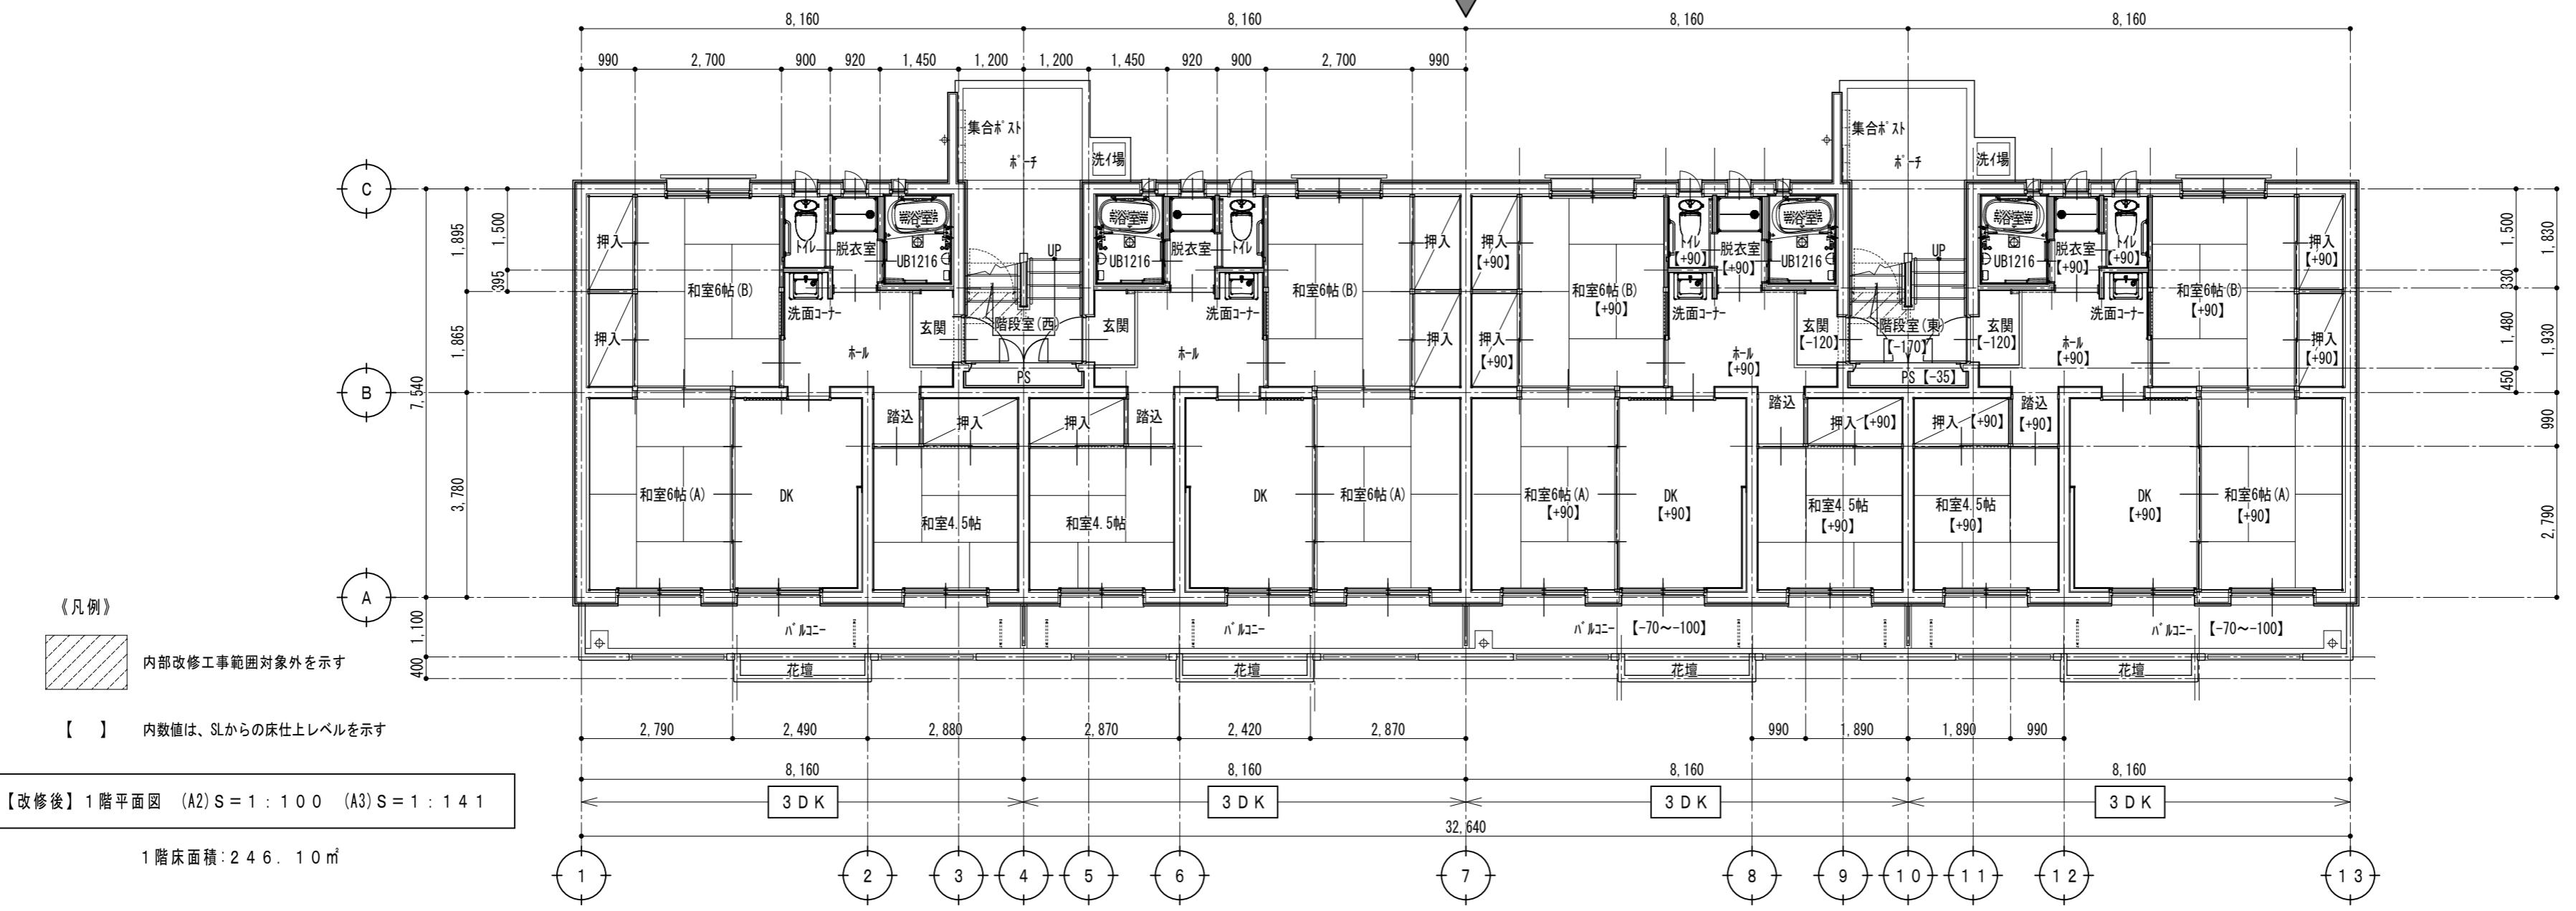 8,160 8,160 8,160 8,160
990 2,700 900 920 1,450 1,200 1,200 1,450 920 900 2,700 990
集合ポスト 集合ポスト
ポーチ 洗イ場 ポーチ 洗イ場
C
1,895 1,500 395 1,865 7,540 3,780 1,100 400
1,500 330 1,480 450 1,830 1,930 990 2,790
押入 トイレ 脱衣室 浴室 UB1216 UP 浴室 UB1216 脱衣室 トイレ 押入
押入【+90】 トイレ【+90】 脱衣室【+90】 浴室 UB1216 UP 浴室 UB1216 脱衣室【+90】 トイレ【+90】 押入【+90】
和室6帖(B) 和室6帖(B) 和室6帖(B)【+90】 和室6帖(B)【+90】
洗面コーナー 洗面コーナー 洗面コーナー 洗面コーナー
押入 玄関 階段室(西) 玄関 押入
押入【+90】 玄関【-120】 階段室(東)【-170】 玄関【-120】 押入【+90】
ホール ホール ホール【+90】 ホール【+90】
PS PS【-35】
B
踏込 押入 押入 踏込 踏込 押入【+90】 押入【+90】 踏込【+90】
和室6帖(A) DK 和室4.5帖 和室4.5帖 DK 和室6帖(A)
和室6帖(A)【+90】 DK【+90】 和室4.5帖【+90】 和室4.5帖【+90】 DK【+90】 和室6帖(A)【+90】
A
バルコニー バルコニー バルコニー 【-70~-100】 バルコニー 【-70~-100】
花壇 花壇 花壇 花壇
《凡例》
内部改修工事範囲対象外を示す
【 】 内数値は、SLからの床仕上レベルを示す
2,790 2,490 2,880 2,870 2,420 2,870 990 1,890 1,890 990
8,160 8,160 8,160 8,160
3DK 3DK 3DK 3DK
32,640
【改修後】1階平面図 (A2)S=1:100 (A3)S=1:141
1階床面積:246.10㎡
1 2 3 4 5 6 7 8 9 10 11 12 13